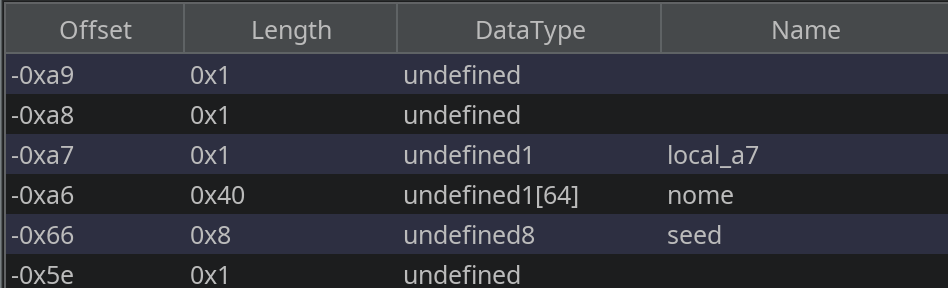 Offset Length DataType Name
-0xa9 0x1 undefined
-0xa8 0x1 undefined
-0xa7 0x1 undefined1 local_a7
-0xa6 0x40 undefined1[64] nome
-0x66 0x8 undefined8 seed
-0x5e 0x1 undefined